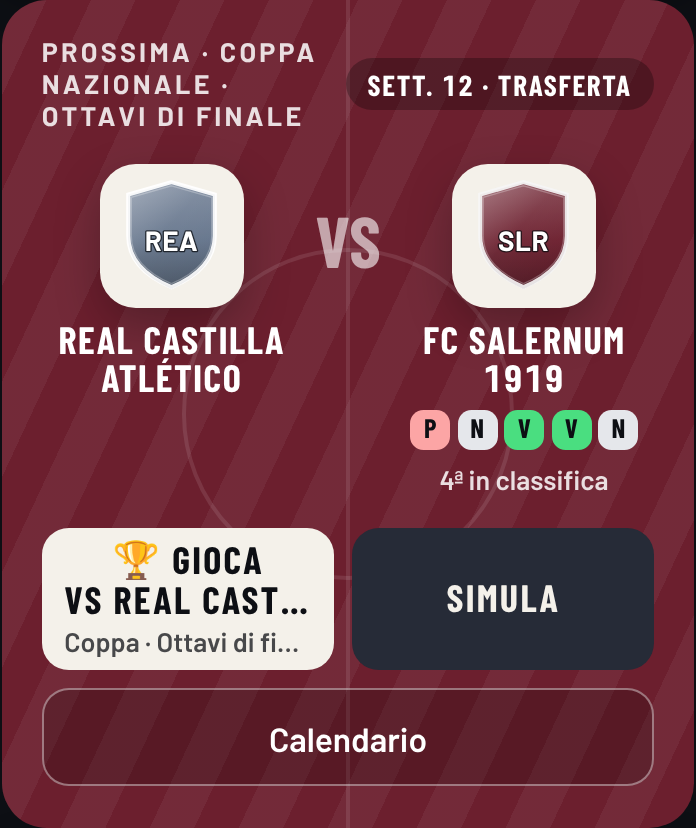 PROSSIMA · COPPA
NAZIONALE ·
OTTAVI DI FINALE
SETT. 12 · TRASFERTA
REA
VS
SLR
REAL CASTILLA
ATLÉTICO
FC SALERNUM
1919
P N V V N
4ª in classifica
🏆 GIOCA
VS REAL CAST...
Coppa · Ottavi di fi...
SIMULA
Calendario